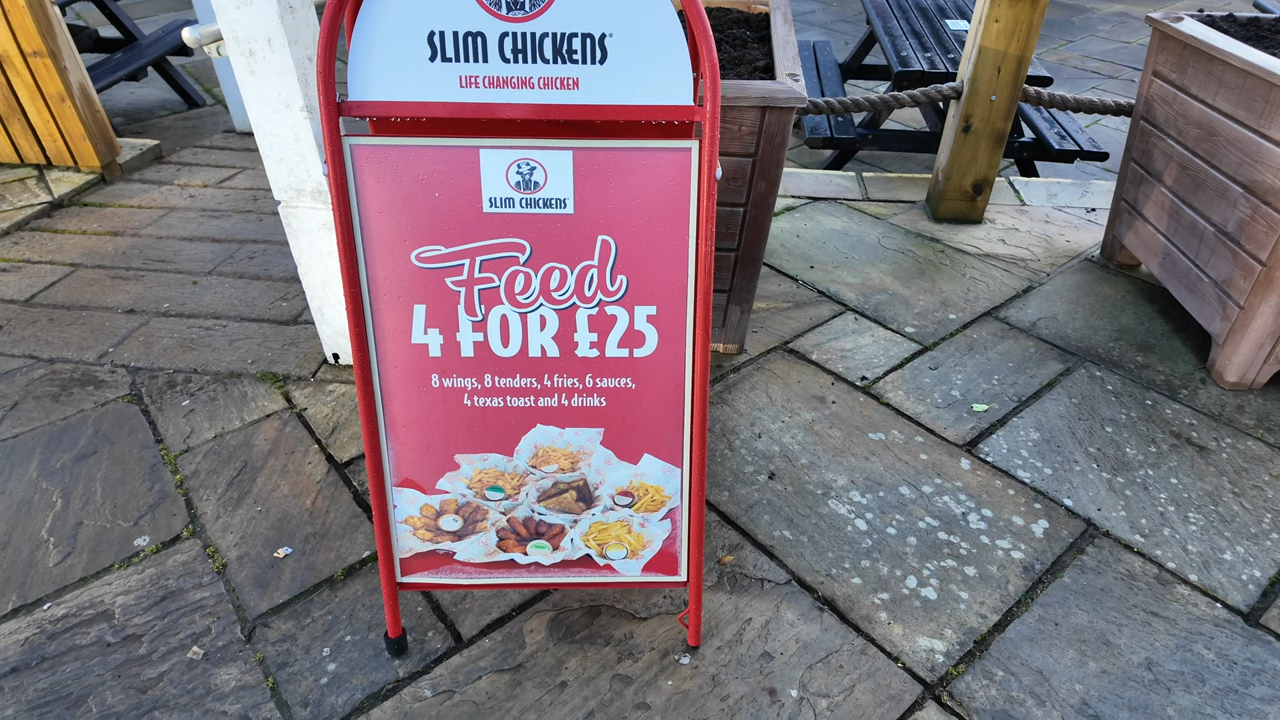 SLIM CHICKENS®
LIFE CHANGING CHICKEN
SLIM CHICKENS
Feed
4 FOR £25
8 wings, 8 tenders, 4 fries, 6 sauces,
4 texas toast and 4 drinks